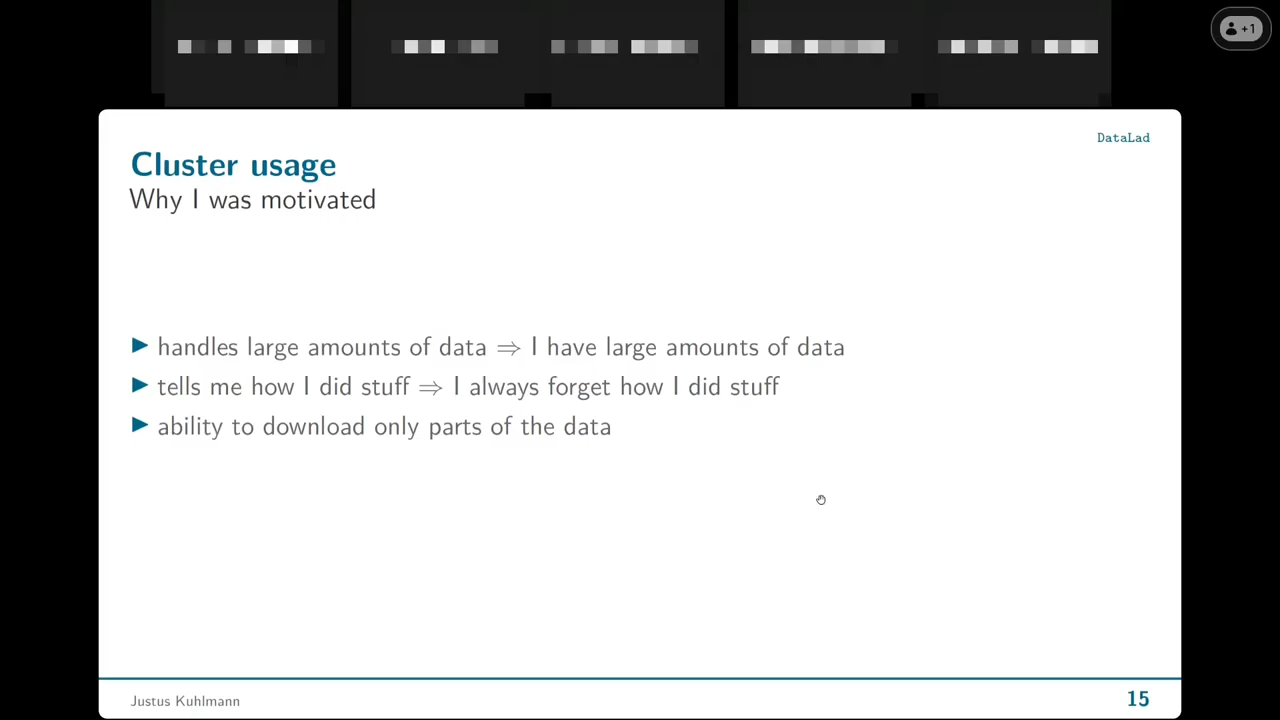 +1
DataLad
Cluster usage
Why I was motivated
▶ handles large amounts of data ⇒ I have large amounts of data
▶ tells me how I did stuff ⇒ I always forget how I did stuff
▶ ability to download only parts of the data
Justus Kuhlmann
15